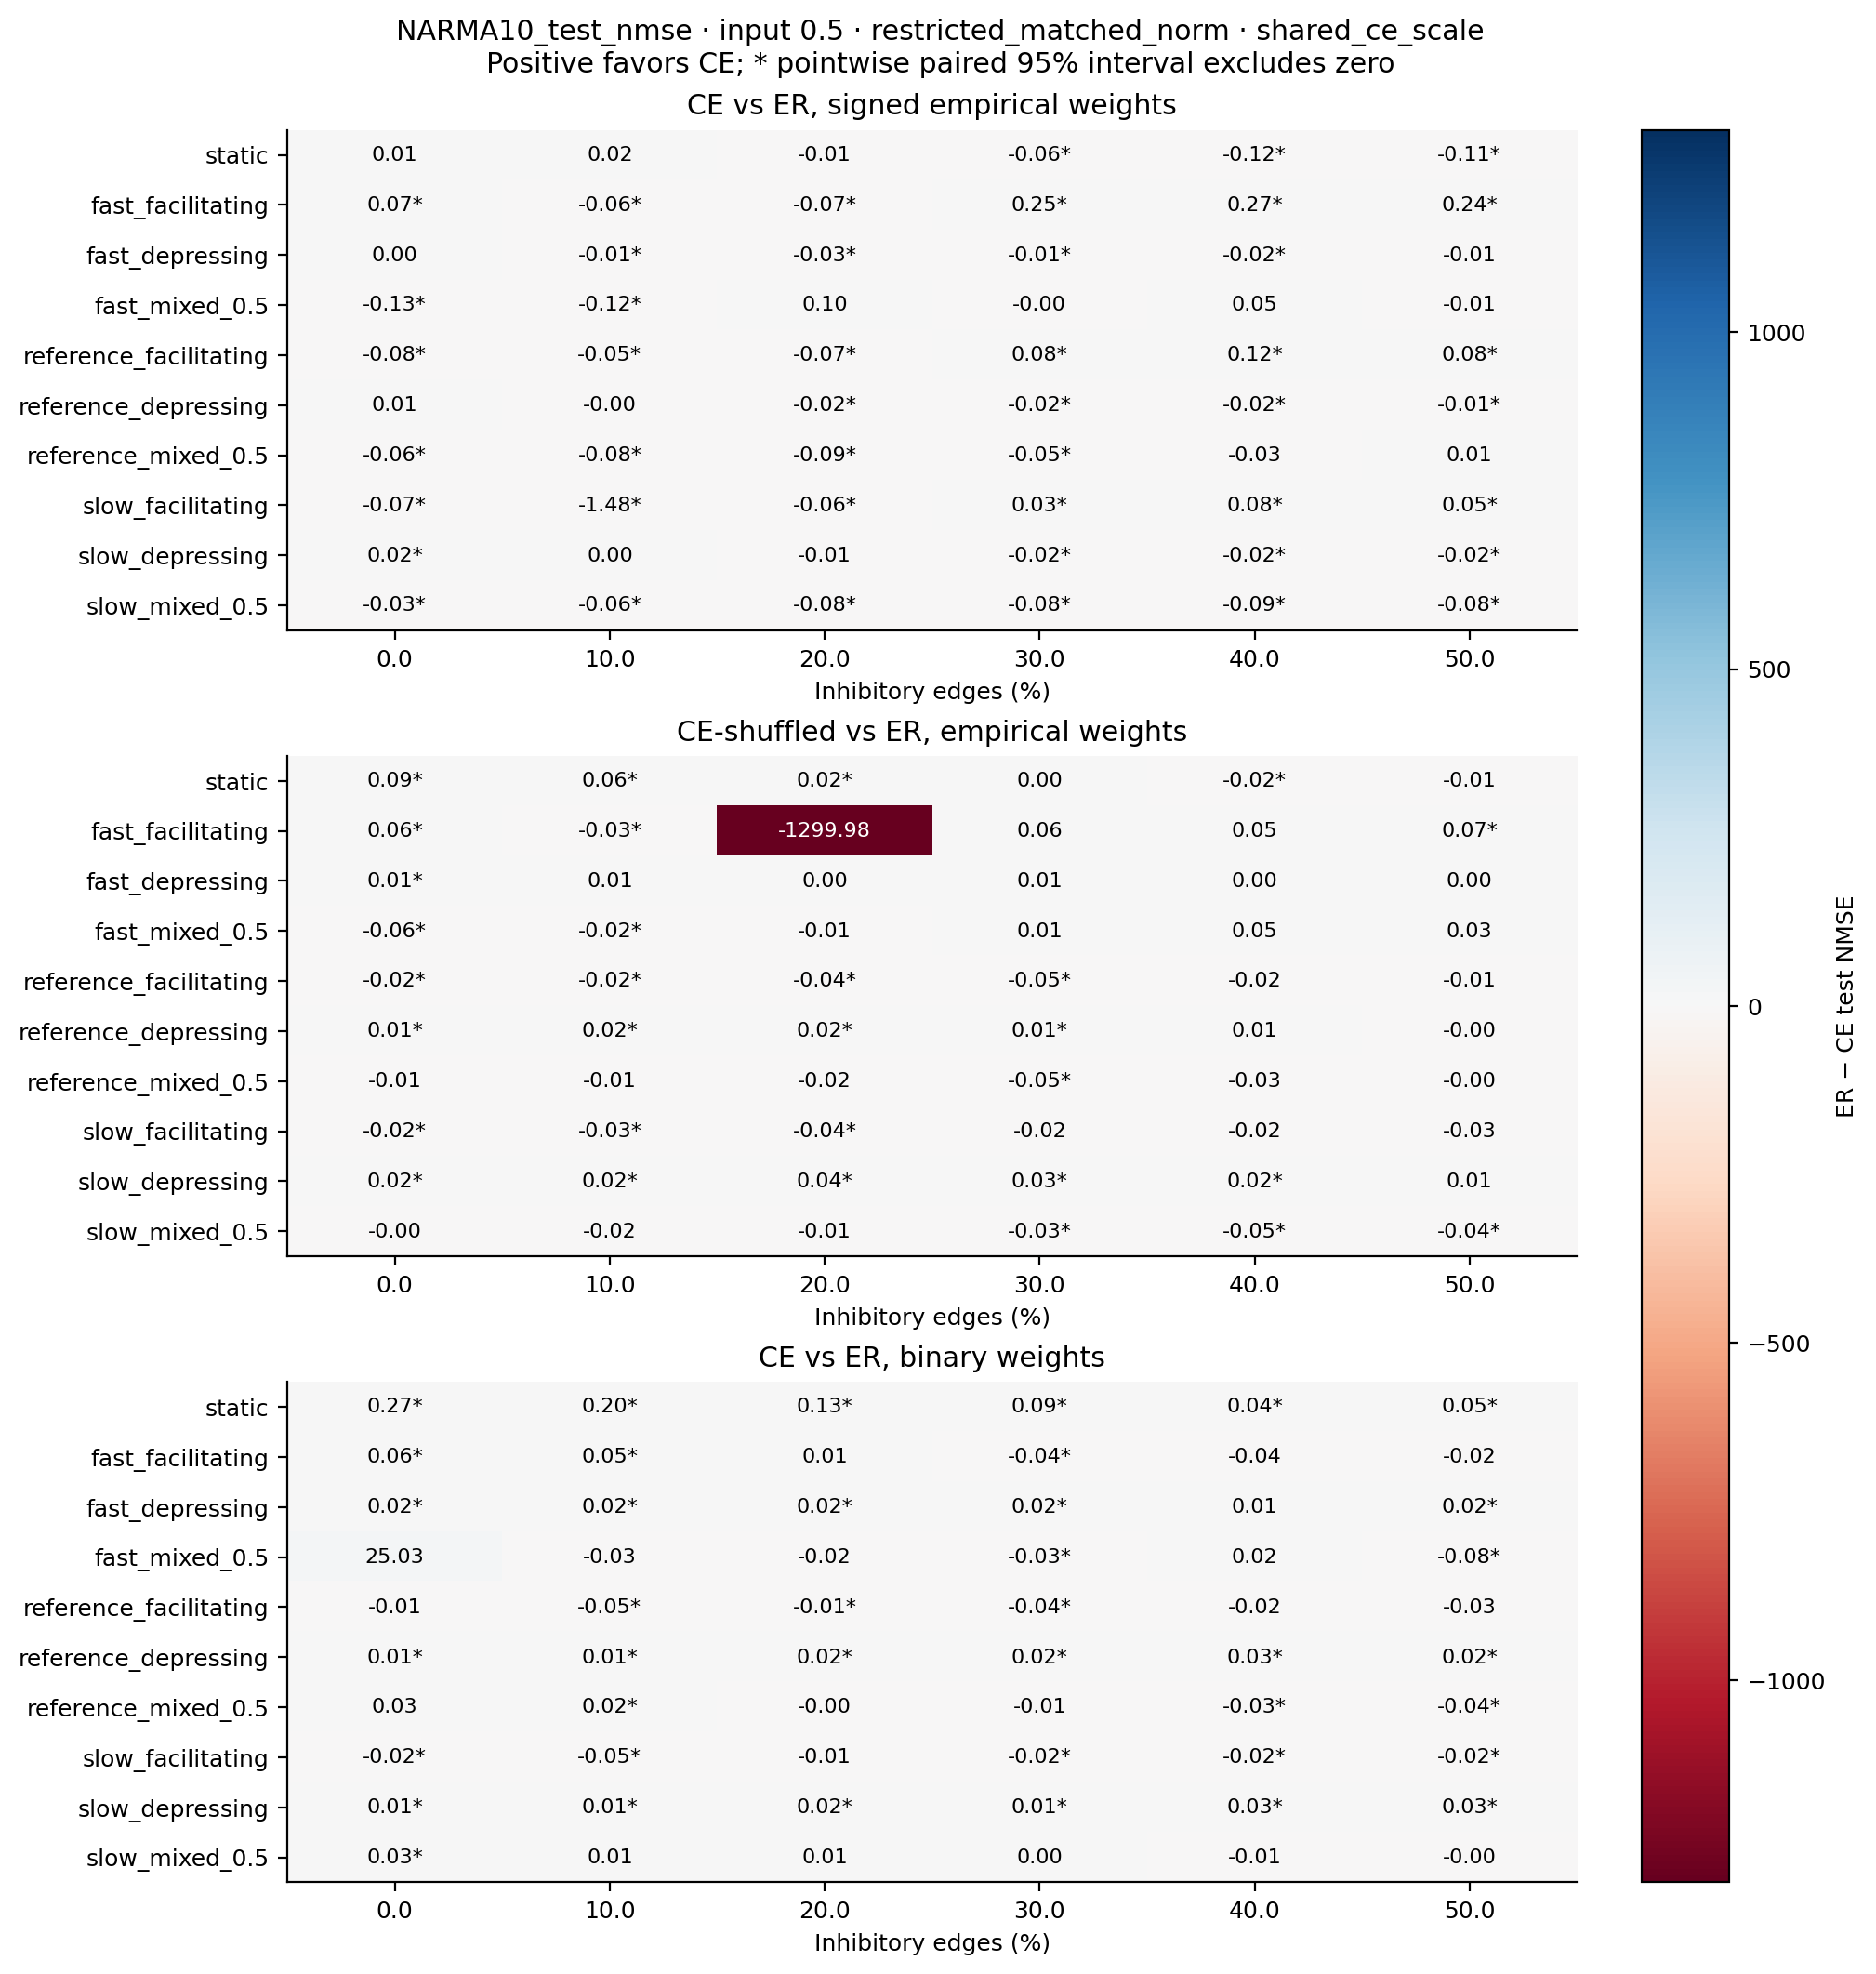 NARMA10_test_nmse · input 0.5 · restricted_matched_norm · shared_ce_scale
Positive favors CE; * pointwise paired 95% interval excludes zero
CE vs ER, signed empirical weights
static 0.01 0.02 -0.01 -0.06* -0.12* -0.11*
fast_facilitating 0.07* -0.06* -0.07* 0.25* 0.27* 0.24*
fast_depressing 0.00 -0.01* -0.03* -0.01* -0.02* -0.01
fast_mixed_0.5 -0.13* -0.12* 0.10 -0.00 0.05 -0.01
reference_facilitating -0.08* -0.05* -0.07* 0.08* 0.12* 0.08*
reference_depressing 0.01 -0.00 -0.02* -0.02* -0.02* -0.01*
reference_mixed_0.5 -0.06* -0.08* -0.09* -0.05* -0.03 0.01
slow_facilitating -0.07* -1.48* -0.06* 0.03* 0.08* 0.05*
slow_depressing 0.02* 0.00 -0.01 -0.02* -0.02* -0.02*
slow_mixed_0.5 -0.03* -0.06* -0.08* -0.08* -0.09* -0.08*
0.0 10.0 20.0 30.0 40.0 50.0
Inhibitory edges (%)
CE-shuffled vs ER, empirical weights
static 0.09* 0.06* 0.02* 0.00 -0.02* -0.01
fast_facilitating 0.06* -0.03* -1299.98 0.06 0.05 0.07*
fast_depressing 0.01* 0.01 0.00 0.01 0.00 0.00
fast_mixed_0.5 -0.06* -0.02* -0.01 0.01 0.05 0.03
reference_facilitating -0.02* -0.02* -0.04* -0.05* -0.02 -0.01
reference_depressing 0.01* 0.02* 0.02* 0.01* 0.01 -0.00
reference_mixed_0.5 -0.01 -0.01 -0.02 -0.05* -0.03 -0.00
slow_facilitating -0.02* -0.03* -0.04* -0.02 -0.02 -0.03
slow_depressing 0.02* 0.02* 0.04* 0.03* 0.02* 0.01
slow_mixed_0.5 -0.00 -0.02 -0.01 -0.03* -0.05* -0.04*
0.0 10.0 20.0 30.0 40.0 50.0
Inhibitory edges (%)
CE vs ER, binary weights
static 0.27* 0.20* 0.13* 0.09* 0.04* 0.05*
fast_facilitating 0.06* 0.05* 0.01 -0.04* -0.04 -0.02
fast_depressing 0.02* 0.02* 0.02* 0.02* 0.01 0.02*
fast_mixed_0.5 25.03 -0.03 -0.02 -0.03* 0.02 -0.08*
reference_facilitating -0.01 -0.05* -0.01* -0.04* -0.02 -0.03
reference_depressing 0.01* 0.01* 0.02* 0.02* 0.03* 0.02*
reference_mixed_0.5 0.03 0.02* -0.00 -0.01 -0.03* -0.04*
slow_facilitating -0.02* -0.05* -0.01 -0.02* -0.02* -0.02*
slow_depressing 0.01* 0.01* 0.02* 0.01* 0.03* 0.03*
slow_mixed_0.5 0.03* 0.01 0.01 0.00 -0.01 -0.00
0.0 10.0 20.0 30.0 40.0 50.0
Inhibitory edges (%)
1000
500
0
−500
−1000
ER − CE test NMSE